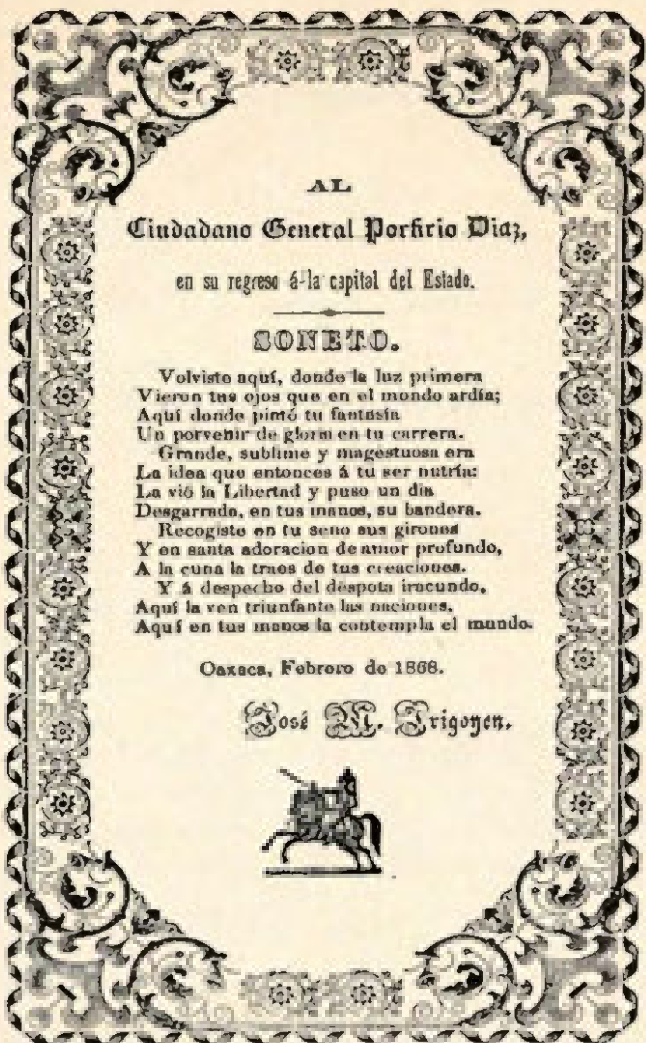 AL
Ciudadano General Porfirio Diaz,
en su regreso á la capital del Estado.
SONETO.
Volviste aquí, donde la luz primera
Vieron tus ojos que en el mundo ardía;
Aquí donde pintó tu fantasía
Un porvenir de gloria en tu carrera.
Grande, sublime y magestuosa era
La idea que entonces á tu ser nutría:
La vió la Libertad y puso un dia
Desgarrada, en tus manos, su bandera.
Recogiste en tu seno sus girones
Y en santa adoracion de amor profundo,
A la cuna la traes de tus creaciones.
Y á despecho del déspota iracundo,
Aquí la ven triunfante las naciones,
Aquí en tus manos la contempla el mundo.
Oaxaca, Febrero de 1868.
José M. Irigoyen.